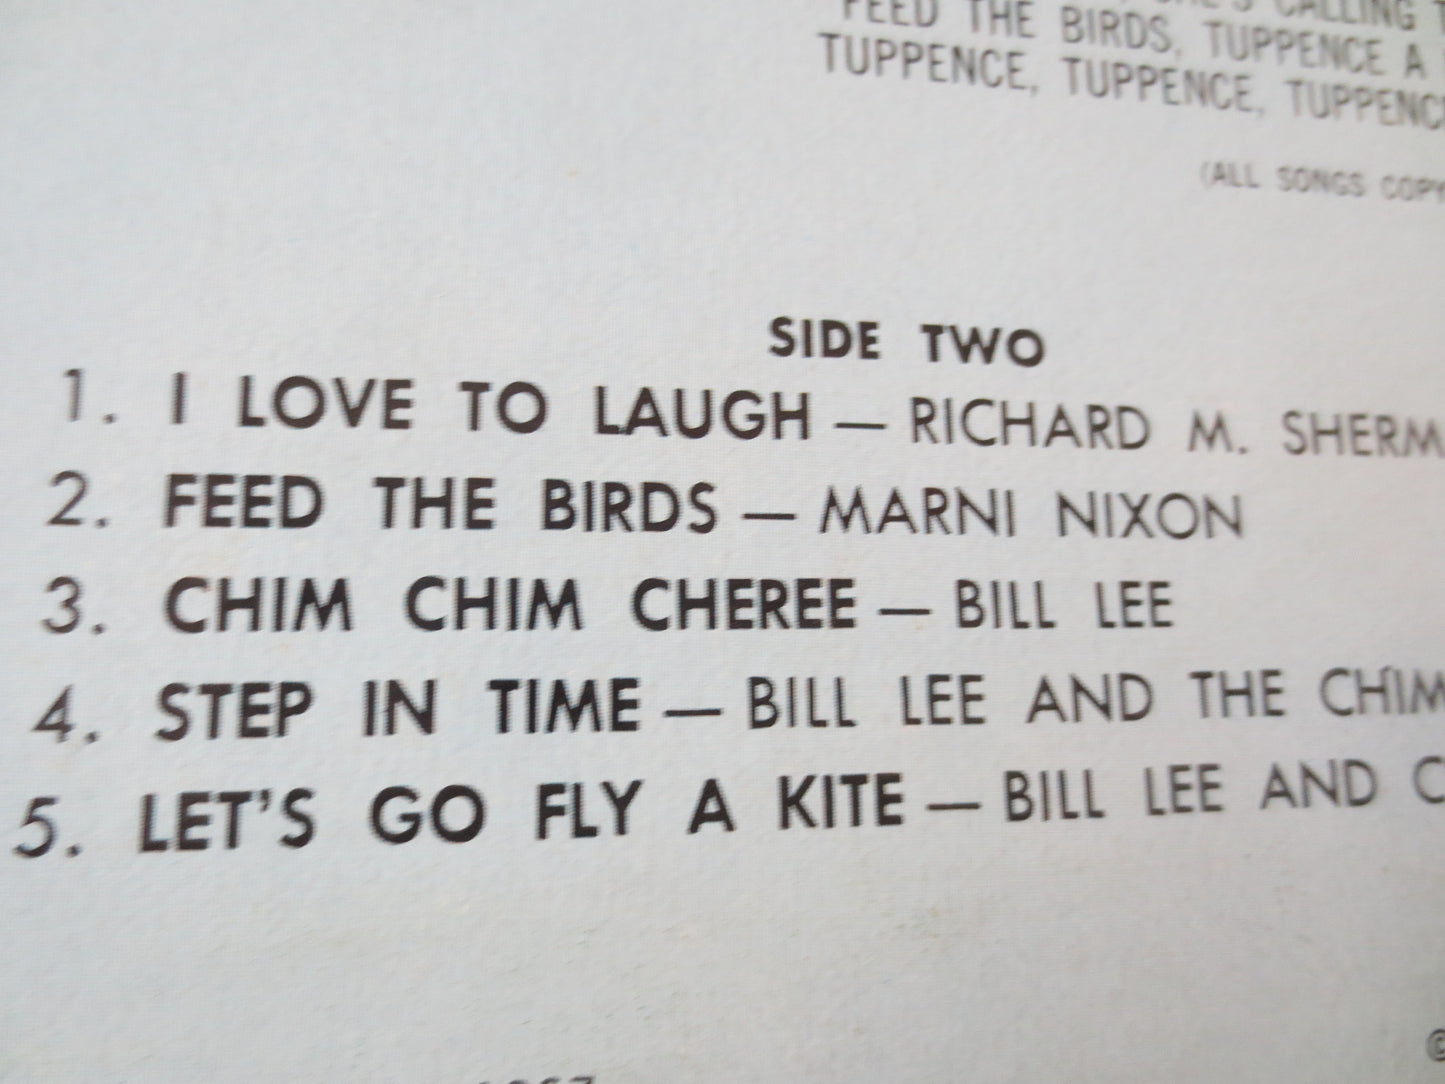 CALLING
FEED THE BIRDS, TUPPENCE A
TUPPENCE, TUPPENCE, TUPPENC
(ALL SONGS COPY
SIDE TWO
1. I LOVE TO LAUGH — RICHARD M. SHERM
2. FEED THE BIRDS — MARNI NIXON
3. CHIM CHIM CHEREE — BILL LEE
4. STEP IN TIME — BILL LEE AND THE CHIM
5. LET'S GO FLY A KITE — BILL LEE AND C
©